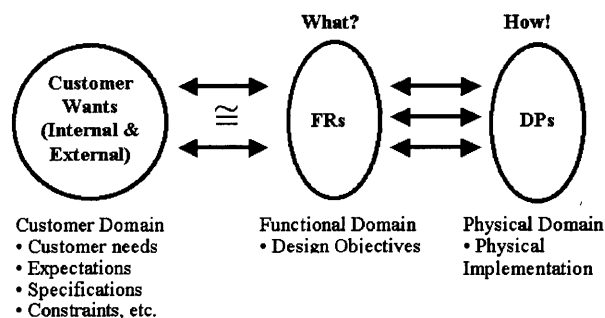 What?
How!
Customer
Wants
(Internal &
External)
≅
FRs
DPs
Customer Domain
• Customer needs
• Expectations
• Specifications
• Constraints, etc.
Functional Domain
• Design Objectives
Physical Domain
• Physical
Implementation